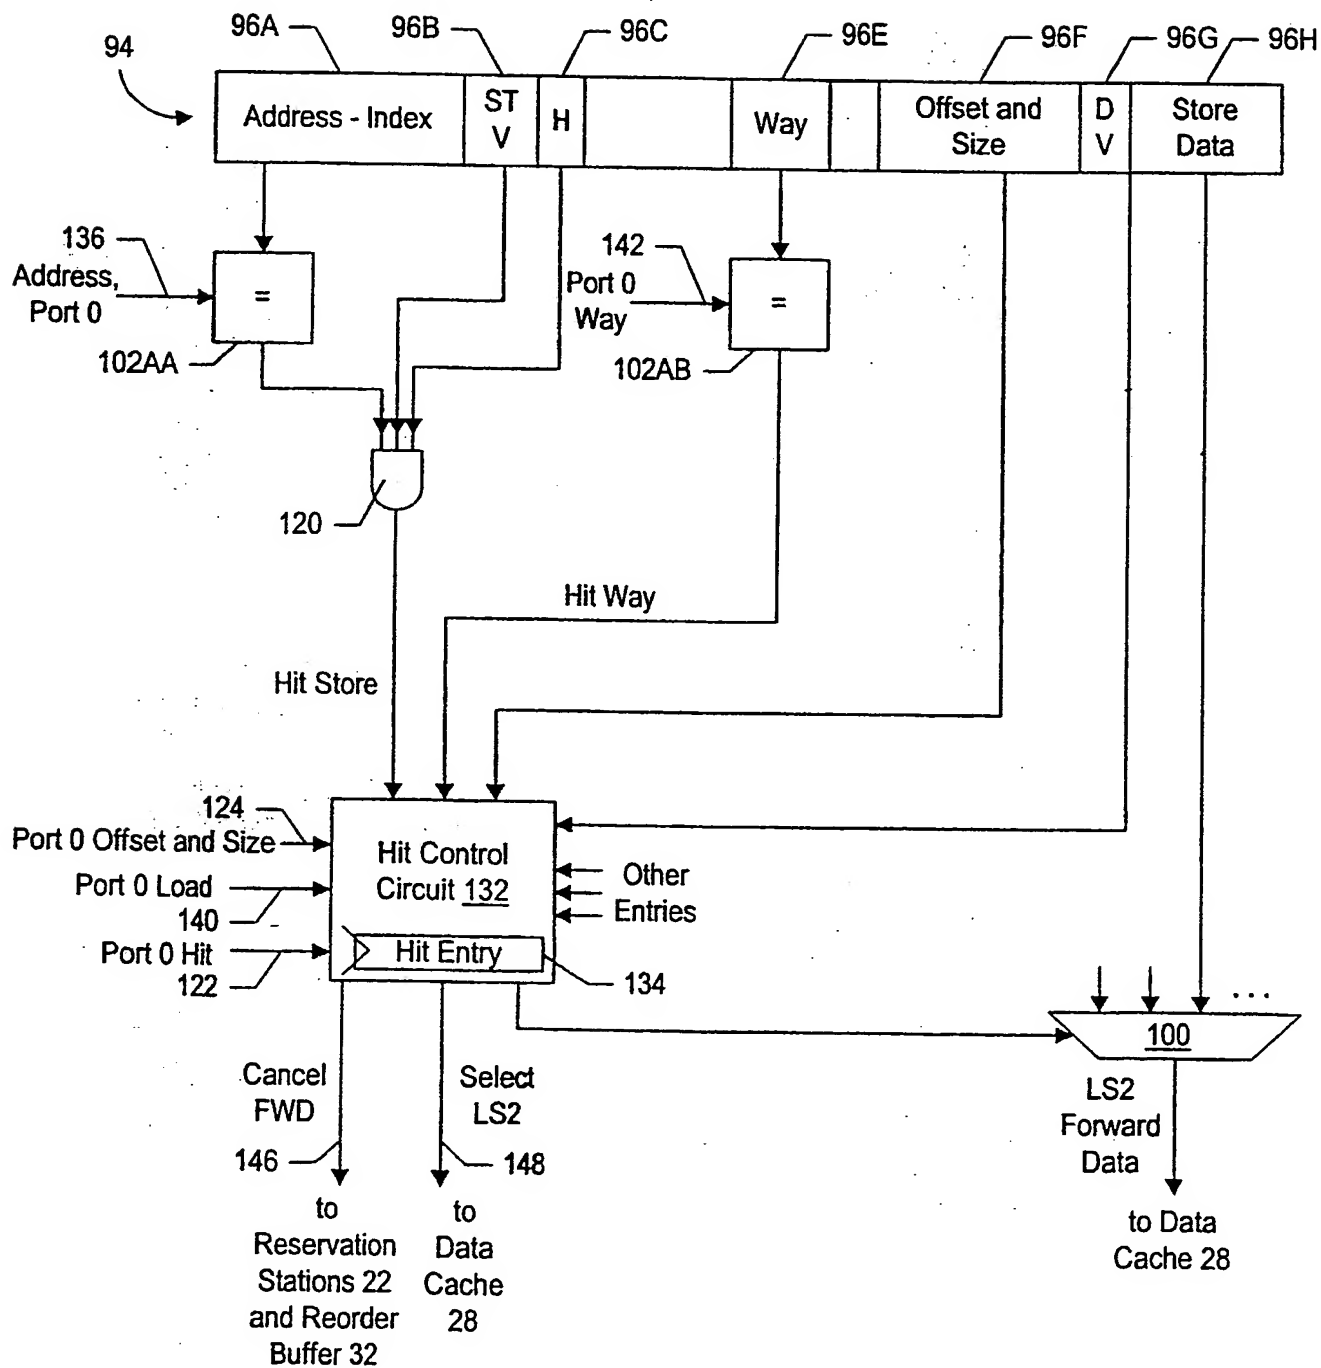 96A
96B
96C
96E
96F
96G
96H
94
Address - Index
ST
V
H
Way
Offset and
Size
D
V
Store
Data
136
Address,
Port 0
=
102AA
142
Port 0
Way
=
102AB
120
Hit Way
Hit Store
124
Port 0 Offset and Size
Port 0 Load
140
Port 0 Hit
122
Hit Control
Circuit 132
Hit Entry
Other
Entries
134
...
100
Cancel
FWD
Select
LS2
146
148
LS2
Forward
Data
to
Reservation
Stations 22
and Reorder
Buffer 32
to
Data
Cache
28
to Data
Cache 28